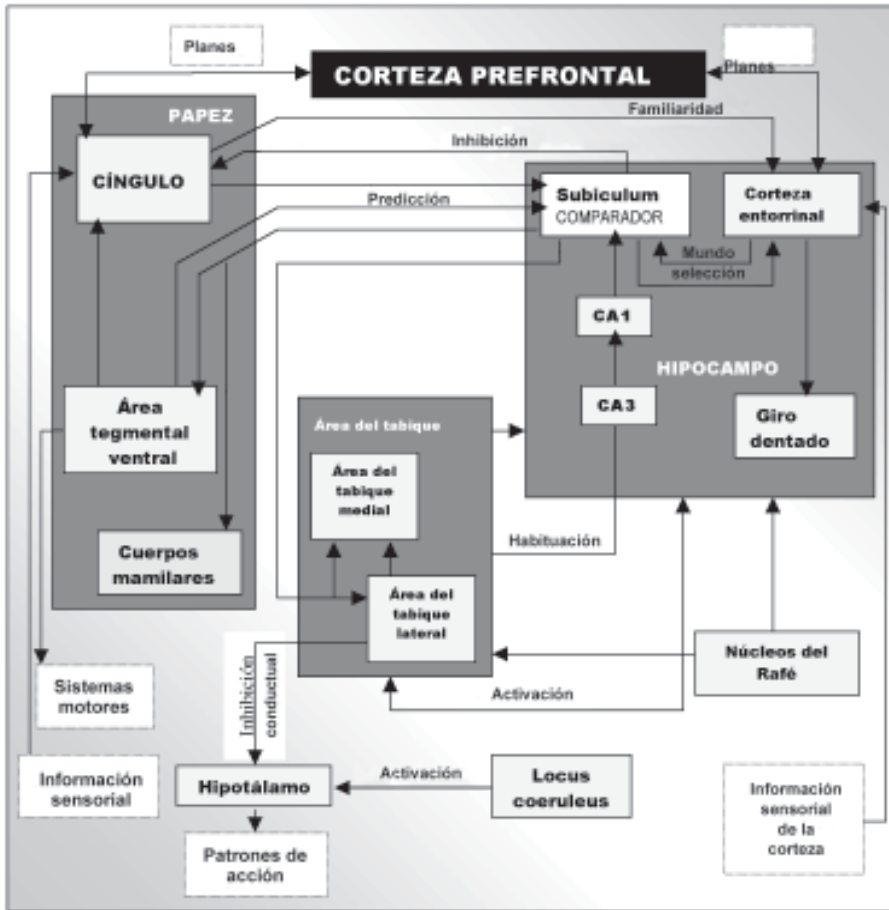 Planes
CORTEZA PREFRONTAL
Planes
PAPEZ
Familiaridad
Inhibición
CÍNGULO
Subiculum
COMPARADOR
Corteza
entorrinal
Predicción
Mundo
selección
CA1
HIPOCAMPO
CA3
Área
tegmental
ventral
Área del tabique
Giro
dentado
Área del
tabique
medial
Habituación
Cuerpos
mamilares
Área del
tabique
lateral
Núcleos del
Rafé
Inhibición
conductual
Activación
Sistemas
motores
Información
sensorial
Hipotálamo
Activación
Locus
coeruleus
Información
sensorial
de la
corteza
Patrones de
acción